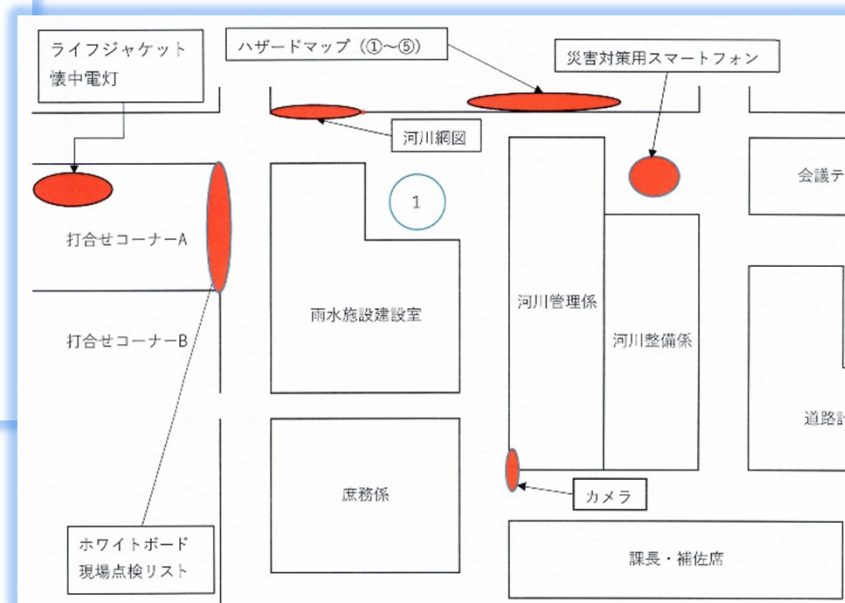 ライフジャケット
懐中電灯
ハザードマップ（①～⑤）
災害対策用スマートフォン
河川網図
1
会議テ
打合せコーナーA
雨水施設建設室
河川管理係
河川整備係
打合せコーナーB
道路計
庶務係
カメラ
ホワイトボード
現場点検リスト
課長・補佐席